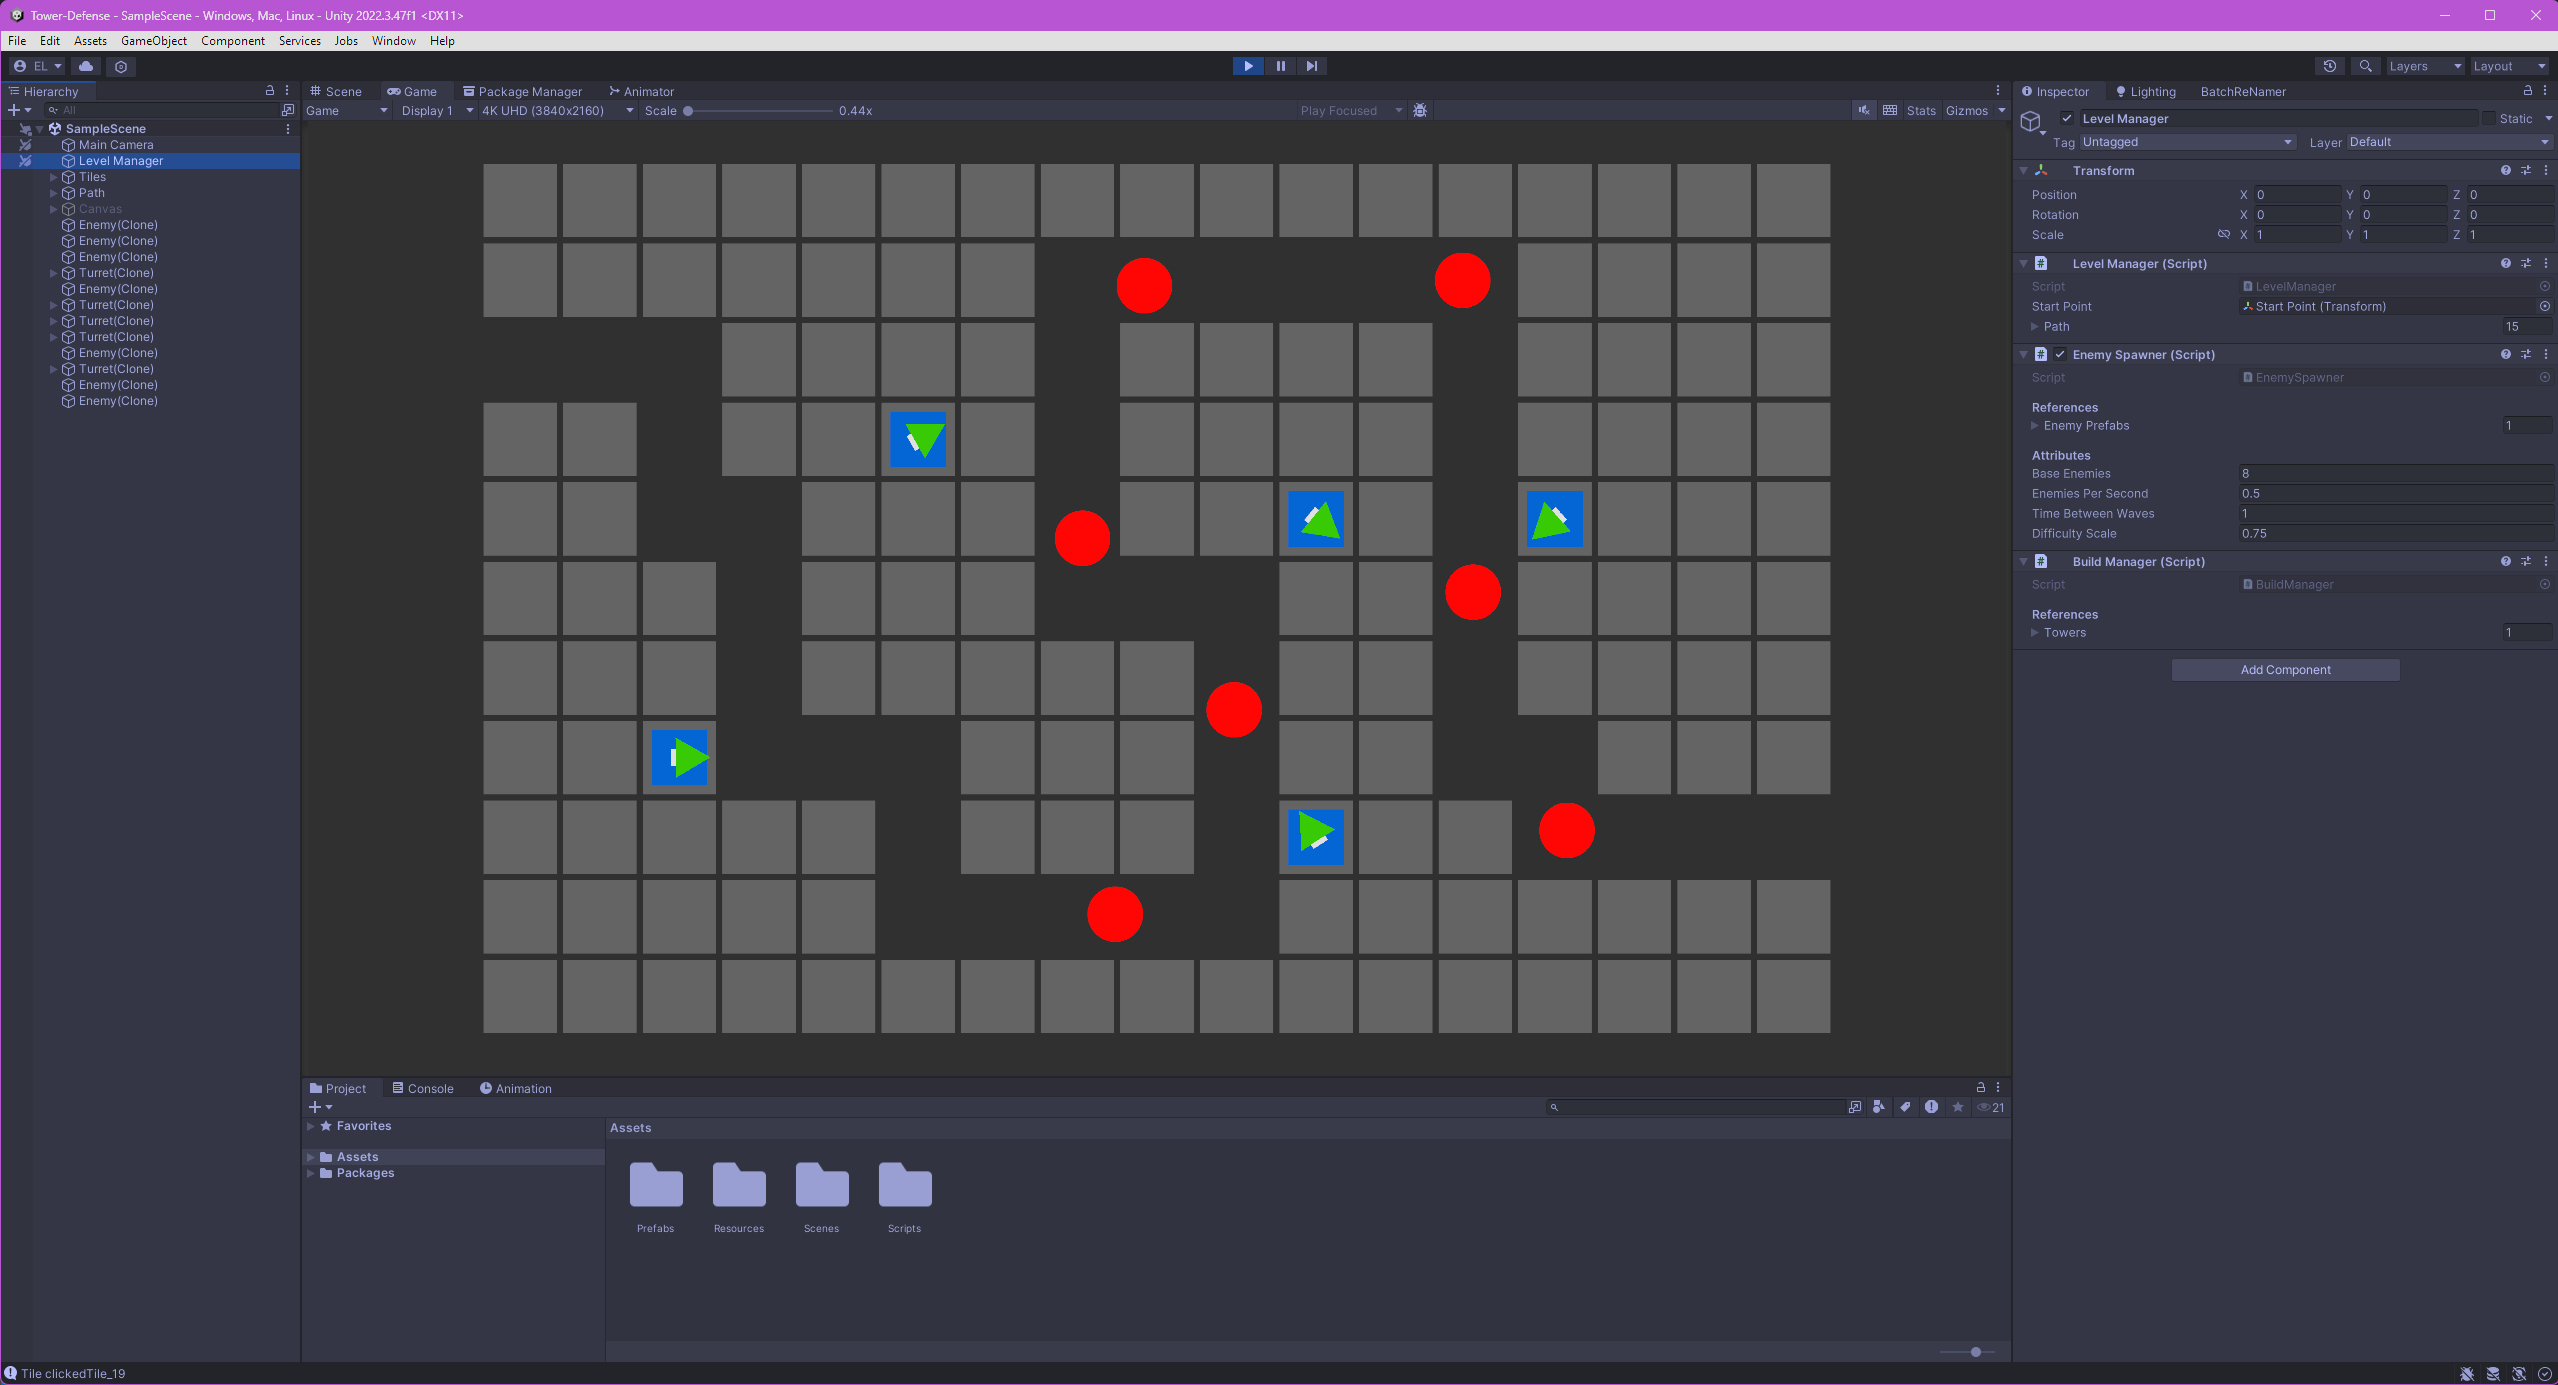 Tower-Defense - SampleScene - Windows, Mac, Linux - Unity 2022.3.47f1 <DX11>
File Edit Assets GameObject Component Services Jobs Window Help
EL
Layers
Layout
Hierarchy
All
SampleScene
Main Camera
Level Manager
Tiles
Path
Canvas
Enemy(Clone)
Enemy(Clone)
Enemy(Clone)
Turret(Clone)
Enemy(Clone)
Turret(Clone)
Turret(Clone)
Turret(Clone)
Enemy(Clone)
Turret(Clone)
Enemy(Clone)
Enemy(Clone)
Scene Game Package Manager Animator
Game Display 1 4K UHD (3840x2160) Scale 0.44x Play Focused Stats Gizmos
Project Console Animation
21
Favorites
Assets
Packages
Assets
Prefabs Resources Scenes Scripts
Inspector Lighting BatchReNamer
Level Manager Static
Tag Untagged Layer Default
Transform
Position X 0 Y 0 Z 0
Rotation X 0 Y 0 Z 0
Scale X 1 Y 1 Z 1
Level Manager (Script)
Script LevelManager
Start Point Start Point (Transform)
Path 15
Enemy Spawner (Script)
Script EnemySpawner
References
Enemy Prefabs 1
Attributes
Base Enemies 8
Enemies Per Second 0.5
Time Between Waves 1
Difficulty Scale 0.75
Build Manager (Script)
Script BuildManager
References
Towers 1
Add Component
Tile clickedTile_19